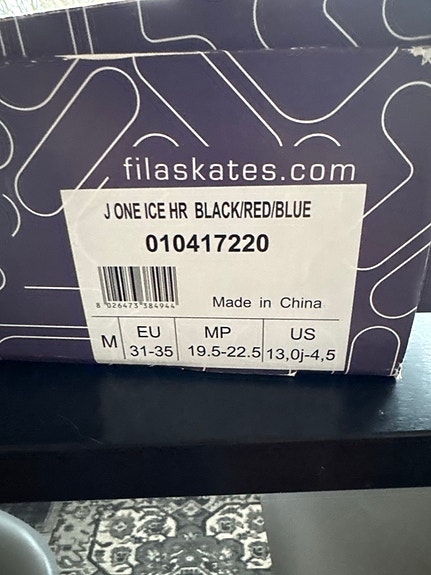 filaskates.com
J ONE ICE HR BLACK/RED/BLUE
010417220
8 026473 384944
Made in China
M EU MP US
31-35 19.5-22.5 13,0j-4,5